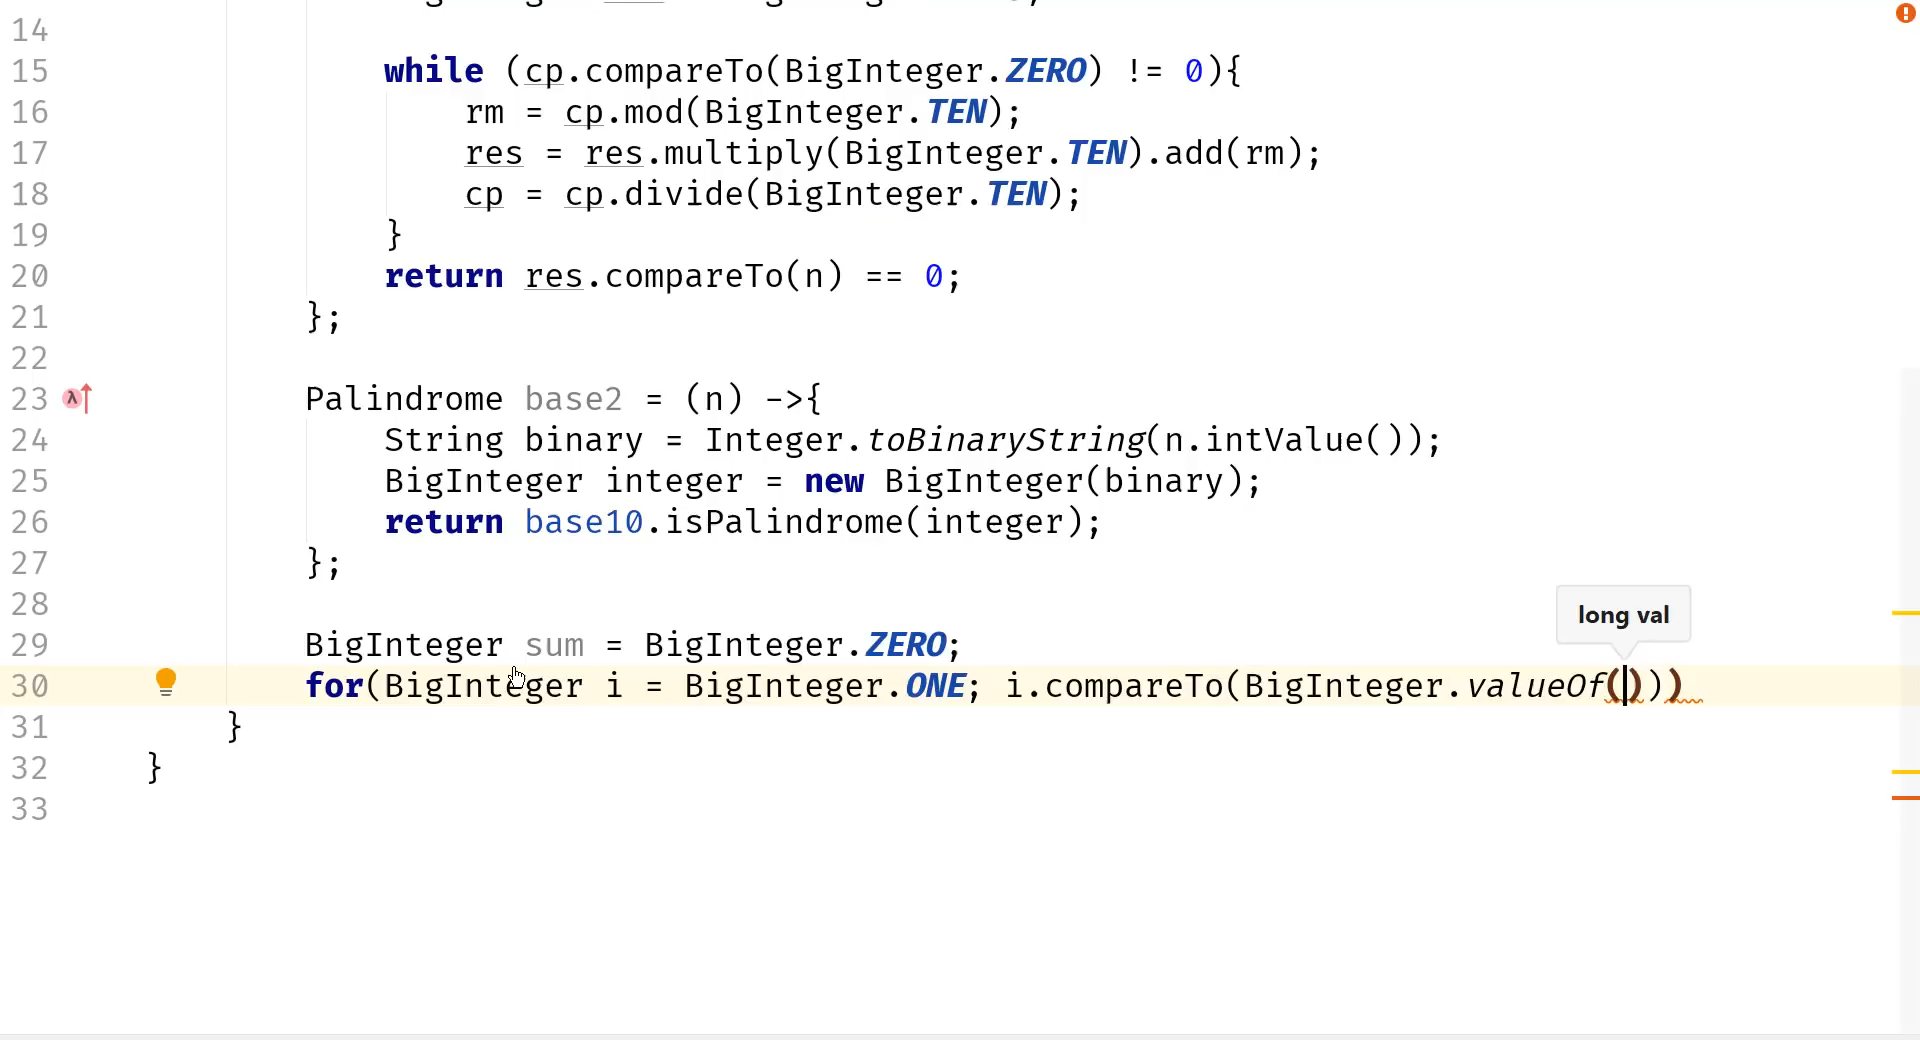 14
15 while (cp.compareTo(BigInteger.ZERO) != 0){
16 rm = cp.mod(BigInteger.TEN);
17 res = res.multiply(BigInteger.TEN).add(rm);
18 cp = cp.divide(BigInteger.TEN);
19 }
20 return res.compareTo(n) == 0;
21 };
22
23 λ Palindrome base2 = (n) ->{
24 String binary = Integer.toBinaryString(n.intValue());
25 BigInteger integer = new BigInteger(binary);
26 return base10.isPalindrome(integer);
27 };
28
long val
29 BigInteger sum = BigInteger.ZERO;
30 for(BigInteger i = BigInteger.ONE; i.compareTo(BigInteger.valueOf()))
31 }
32 }
33